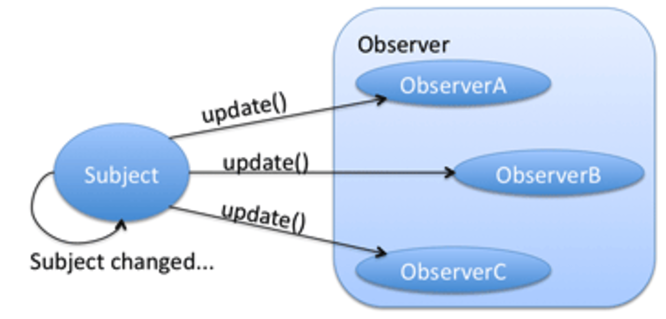 Observer
ObserverA
update()
Subject
update()
ObserverB
update()
Subject changed...
ObserverC